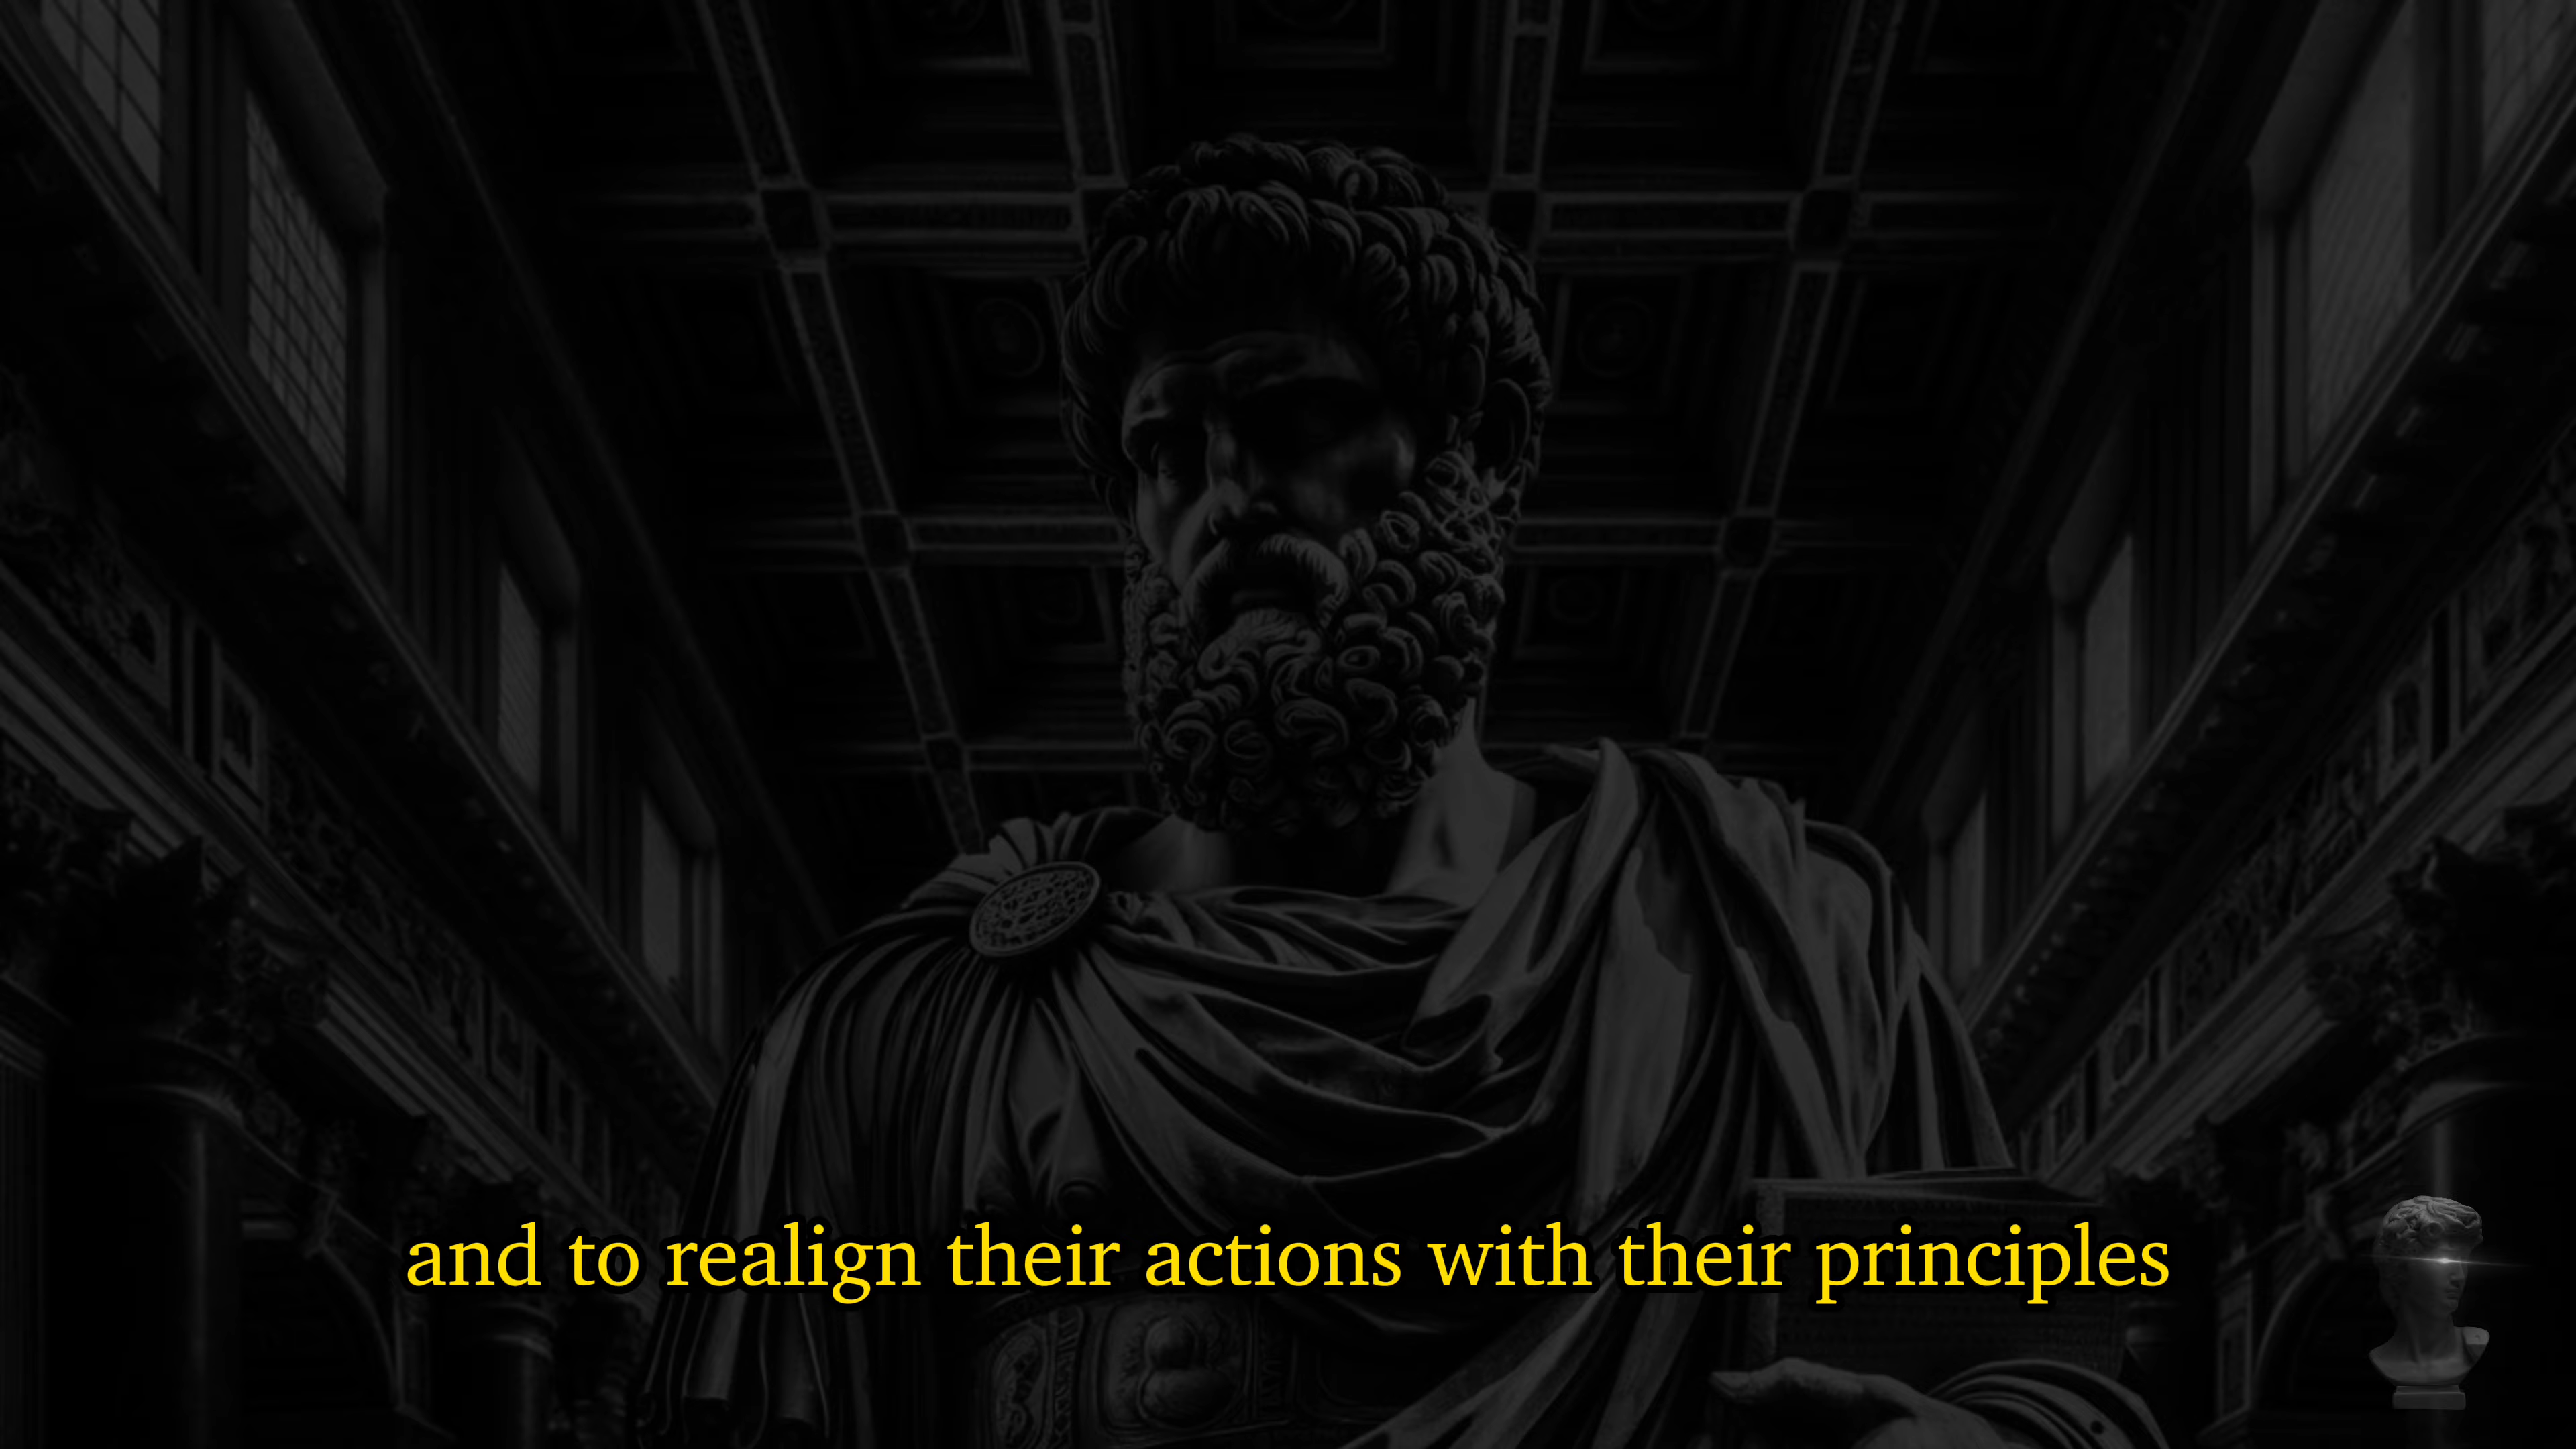 and to realign their actions with their principles